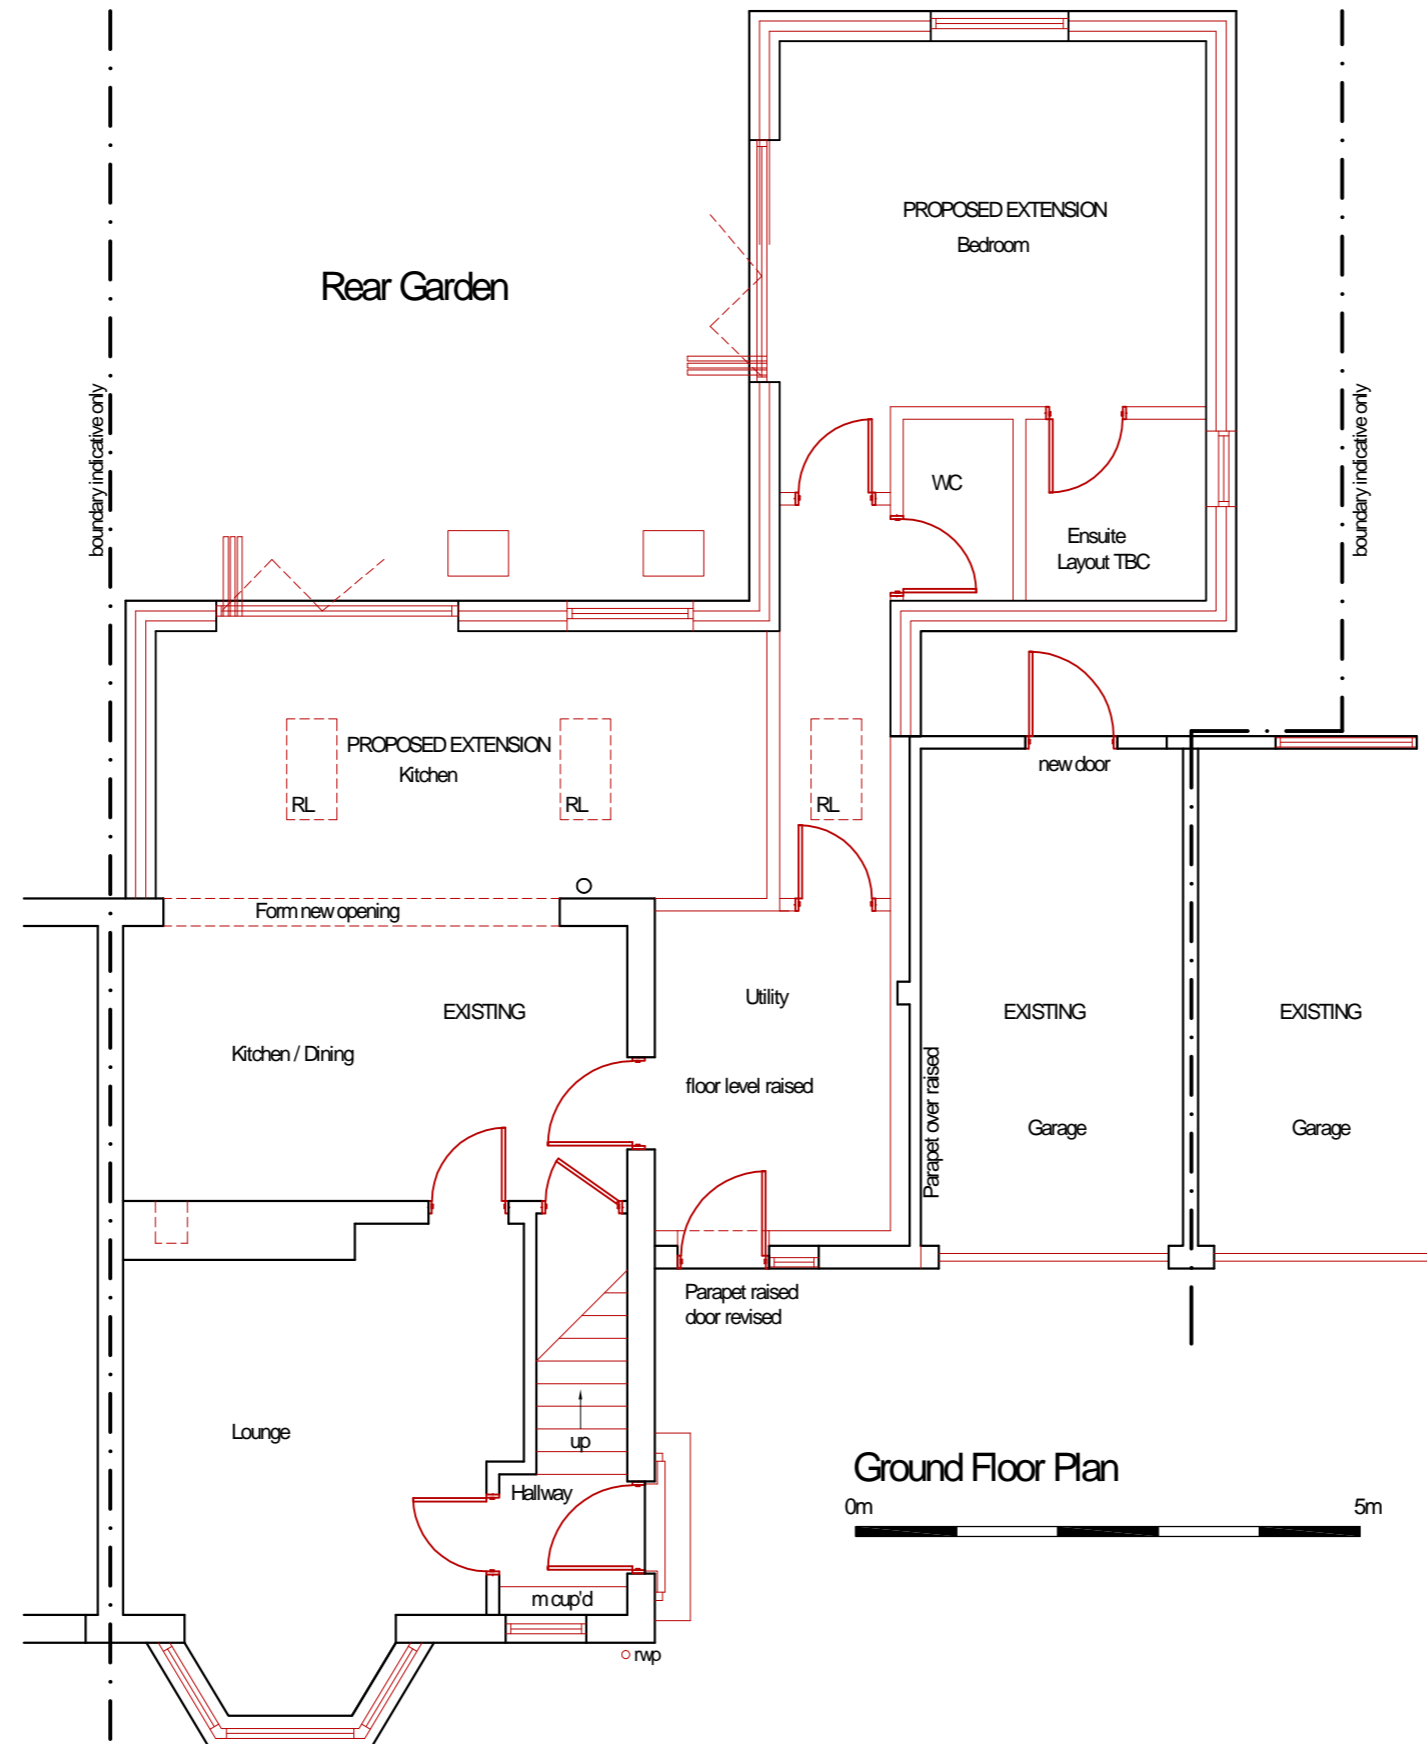 PROPOSED EXTENSION
Bedroom
Rear Garden
boundary indicative only
boundary indicative only
WC
Ensuite
Layout TBC
PROPOSED EXTENSION
Kitchen
RL
RL
RL
new door
Form new opening
EXISTING
Kitchen / Dining
Utility
floor level raised
Parapet over raised
EXISTING
Garage
EXISTING
Garage
Parapet raised
door revised
Lounge
up
Hallway
m cup'd
rwp
Ground Floor Plan
0m
5m